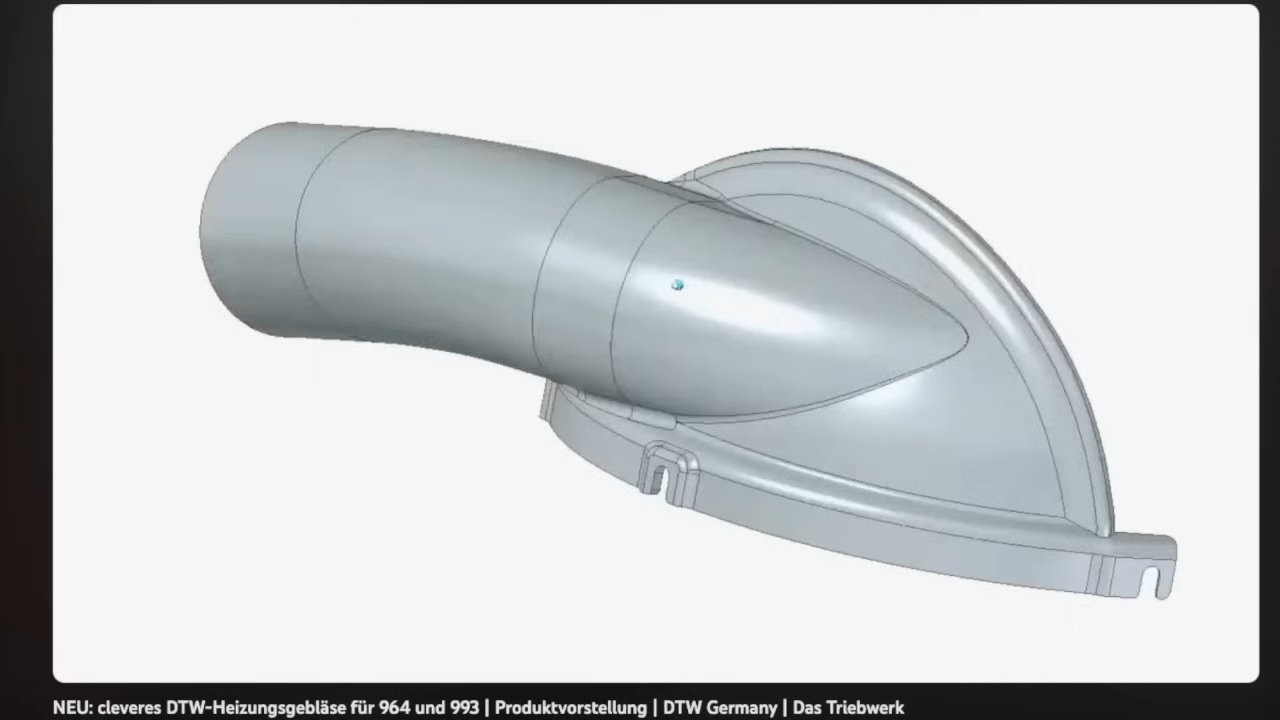 NEU: cleveres DTW-Heizungsgebläse für 964 und 993 | Produktvorstellung | DTW Germany | Das Triebwerk